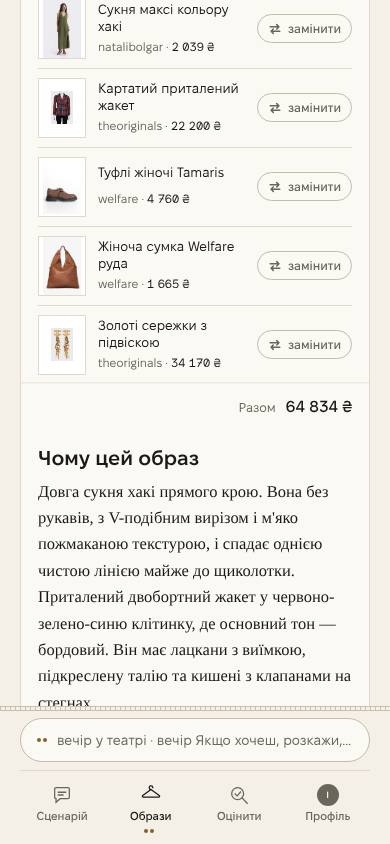 Сукня максі кольору
хакі
natalibolgar · 2 039 ₴
замінити
Картатий приталений
жакет
theoriginals · 22 200 ₴
замінити
Туфлі жіночі Tamaris
welfare · 4 760 ₴
замінити
Жіноча сумка Welfare
руда
welfare · 1 665 ₴
замінити
Золоті сережки з
підвіскою
theoriginals · 34 170 ₴
замінити
Разом 64 834 ₴
Чому цей образ
Довга сукня хакі прямого крою. Вона без
рукавів, з V-подібним вирізом і м'яко
пожмаканою текстурою, і спадає однією
чистою лінією майже до щиколотки.
Приталений двобортний жакет у червоно-
зелено-синю клітинку, де основний тон —
бордовий. Він має лацкани з виїмкою,
підкреслену талію та кишені з клапанами на
стегнах
вечір у театрі · вечір Якщо хочеш, розкажи,...
Сценарій
Образи
Оцінити
І
Профіль